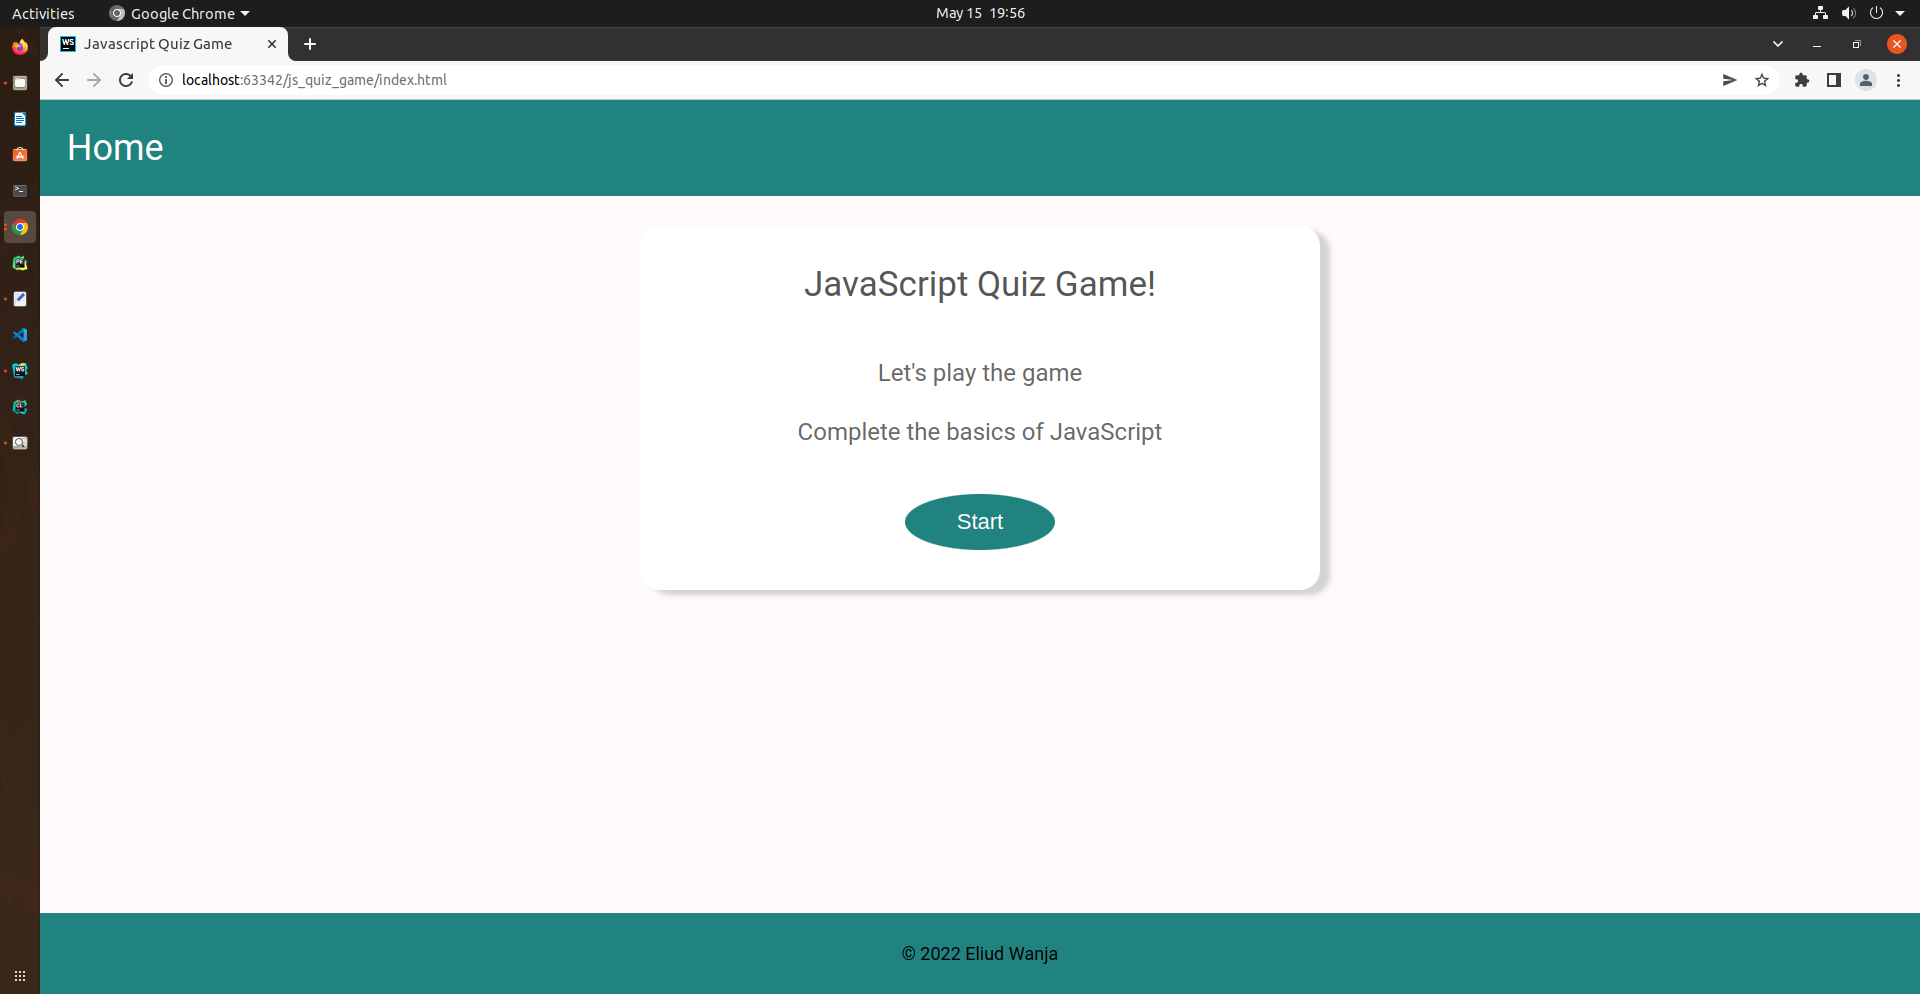 Activities
Google Chrome
May 15 19:56
WS
Javascript Quiz Game
localhost:63342/js_quiz_game/index.html
Home
JavaScript Quiz Game!
Let's play the game
Complete the basics of JavaScript
Start
© 2022 Eliud Wanja